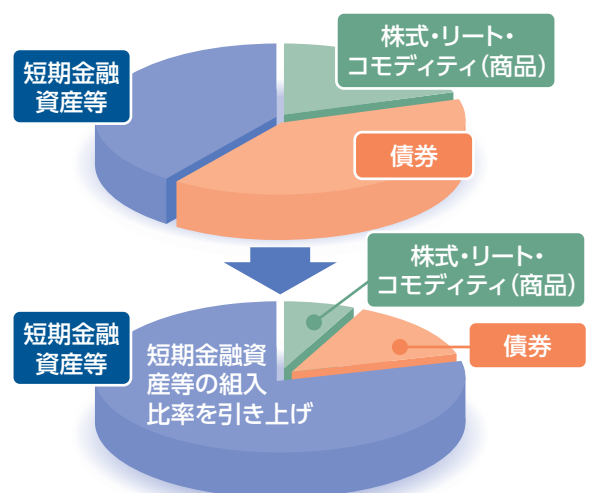 株式・リート・
コモディティ(商品)
短期金融
資産等
債券
株式・リート・
コモディティ(商品)
短期金融
資産等
債券
短期金融資
産等の組入
比率を引き上げ